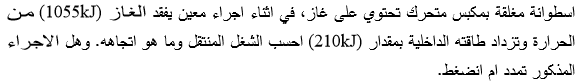 اسطوانة مغلقة بمكبس متحرك تحتوي على غاز، في اثناء اجراء معين يفقد الغاز (1055kJ) من
الحرارة وتزداد طاقته الداخلية بمقدار (210kJ) احسب الشغل المنتقل وما هو اتجاهه. وهل الاجراء
المذكور تمدد ام انضغط.